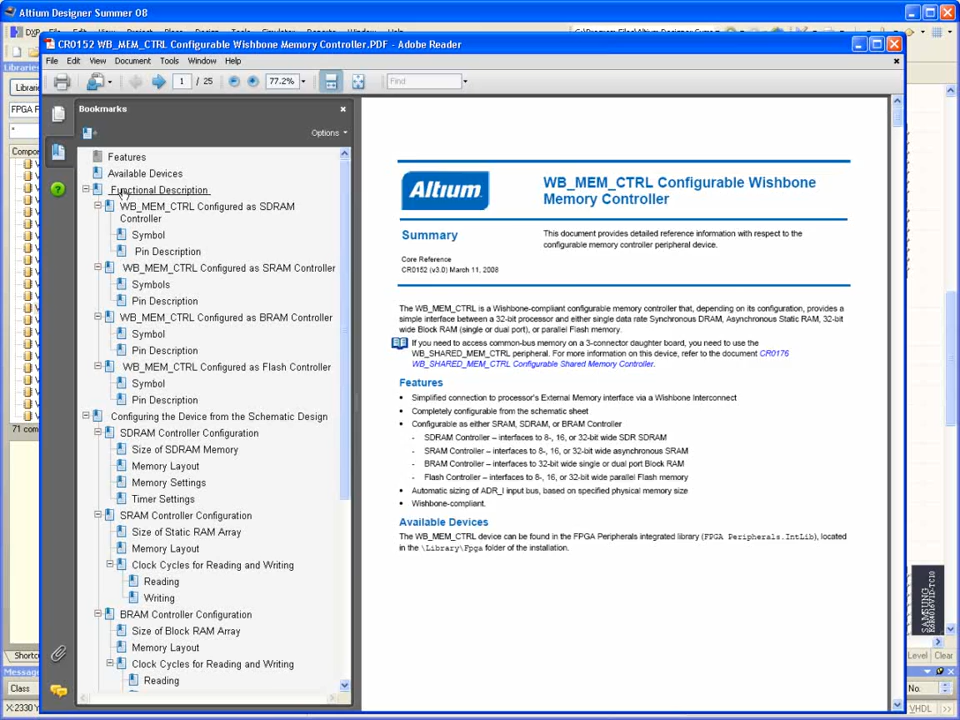 Altium Designer Summer 08
CR0152 WB_MEM_CTRL Configurable Wishbone Memory Controller.PDF - Adobe Reader
File Edit View Document Tools Window Help
1 / 25 77.2% Find
Bookmarks
Options
Features
Available Devices
Functional Description
WB_MEM_CTRL Configured as SDRAM
Controller
Symbol
Pin Description
WB_MEM_CTRL Configured as SRAM Controller
Symbols
Pin Description
WB_MEM_CTRL Configured as BRAM Controller
Symbol
Pin Description
WB_MEM_CTRL Configured as Flash Controller
Symbol
Pin Description
Configuring the Device from the Schematic Design
SDRAM Controller Configuration
Size of SDRAM Memory
Memory Layout
Memory Settings
Timer Settings
SRAM Controller Configuration
Size of Static RAM Array
Memory Layout
Clock Cycles for Reading and Writing
Reading
Writing
BRAM Controller Configuration
Size of Block RAM Array
Memory Layout
Clock Cycles for Reading and Writing
Reading
Altium
WB_MEM_CTRL Configurable Wishbone
Memory Controller
Summary
This document provides detailed reference information with respect to the
configurable memory controller peripheral device.
Core Reference
CR0152 (v3.0) March 11, 2008
The WB_MEM_CTRL is a Wishbone-compliant configurable memory controller that, depending on its configuration, provides a
simple interface between a 32-bit processor and either single data rate Synchronous DRAM, Asynchronous Static RAM, 32-bit
wide Block RAM (single or dual port), or parallel Flash memory.
If you need to access common-bus memory on a 3-connector daughter board, you need to use the
WB_SHARED_MEM_CTRL peripheral. For more information on this device, refer to the document CR0176
WB_SHARED_MEM_CTRL Configurable Shared Memory Controller.
Features
• Simplified connection to processor's External Memory interface via a Wishbone Interconnect
• Completely configurable from the schematic sheet
• Configurable as either SRAM, SDRAM, or BRAM Controller
- SDRAM Controller – interfaces to 8-, 16, or 32-bit wide SDR SDRAM
- SRAM Controller – interfaces to 8-, 16, or 32-bit wide asynchronous SRAM
- BRAM Controller – interfaces to 32-bit wide single or dual port Block RAM
- Flash Controller – interfaces to 8-, 16, or 32-bit wide parallel Flash memory
• Automatic sizing of ADR_I input bus, based on specified physical memory size
• Wishbone-compliant.
Available Devices
The WB_MEM_CTRL device can be found in the FPGA Peripherals integrated library (FPGA Peripherals.IntLib), located
in the \Library\Fpga folder of the installation.
Librarie
Librari
FPGA F
*
Compo
71 com
Shortc
Messag
Class
X:2330
SAMSUNG
Level Clear
No.
VHDL >>